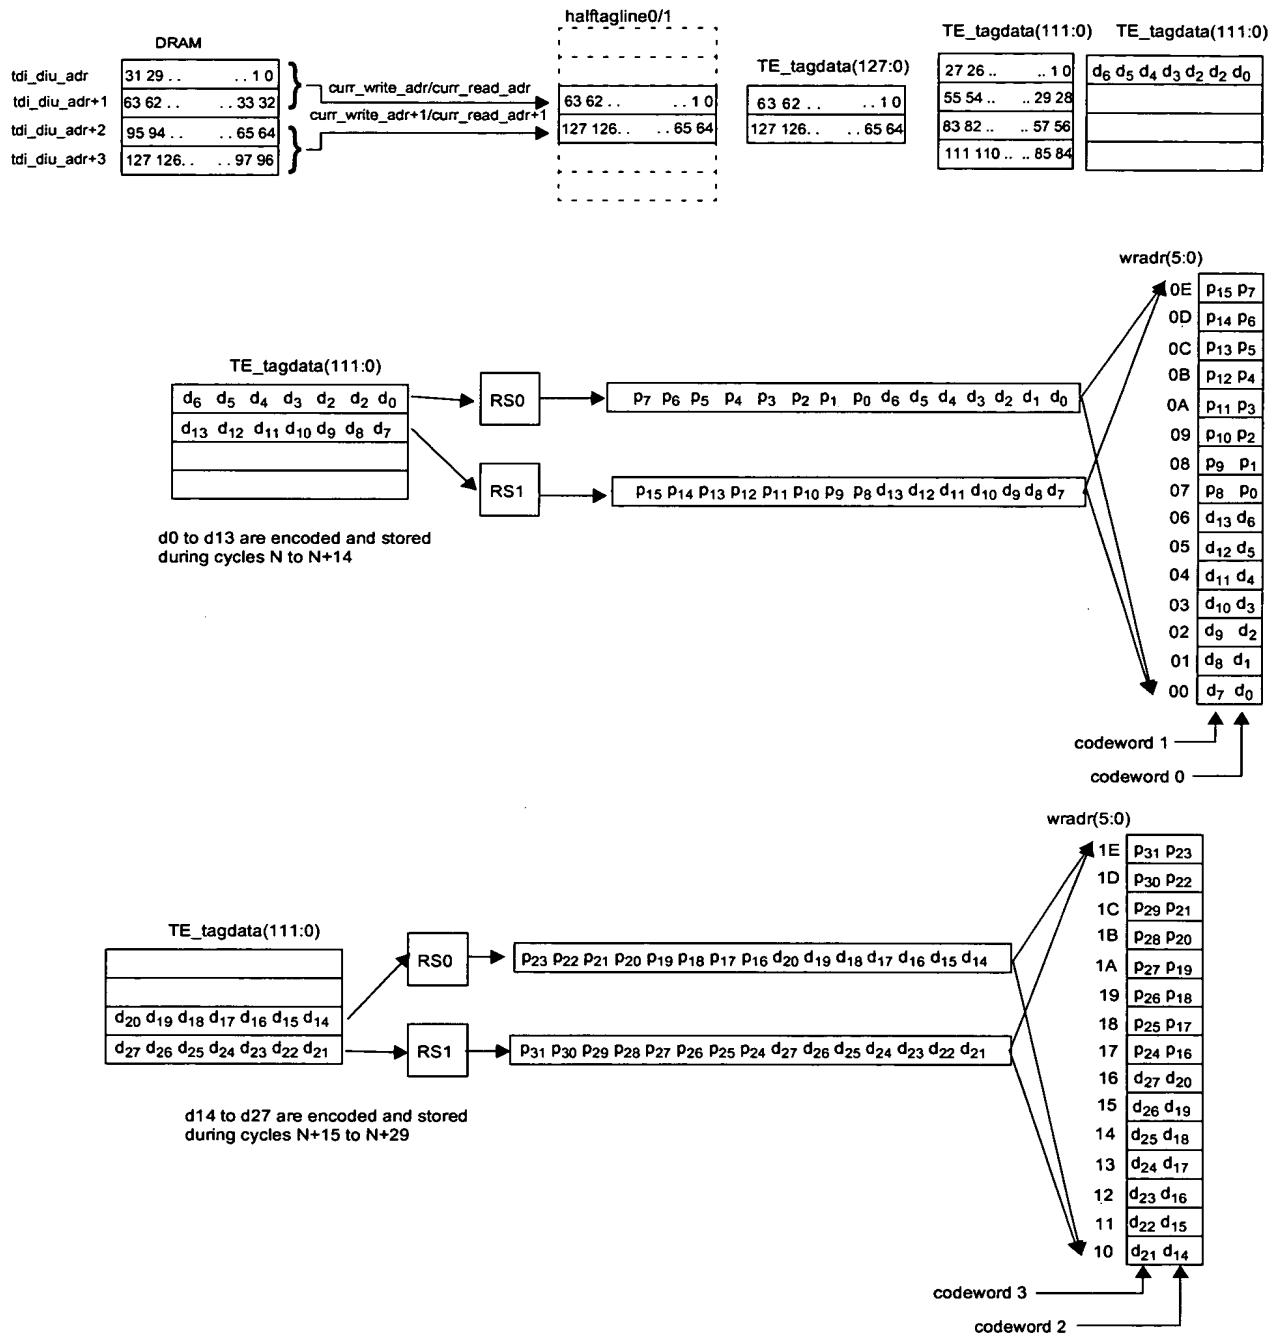 halftagline0/1
DRAM
TE_tagdata(111:0) TE_tagdata(111:0)
tdi_diu_adr 31 29 . . . . 1 0
tdi_diu_adr+1 63 62 . . . . 33 32
tdi_diu_adr+2 95 94 . . . . 65 64
tdi_diu_adr+3 127 126. . . . 97 96
curr_write_adr/curr_read_adr
curr_write_adr+1/curr_read_adr+1
63 62 . . . . 1 0
127 126. . . . 65 64
TE_tagdata(127:0)
63 62 . . . . 1 0
127 126. . . . 65 64
27 26 .. .. 1 0
55 54 .. .. 29 28
83 82 .. .. 57 56
111 110 .. .. 85 84
d6 d5 d4 d3 d2 d2 d0
wradr(5:0)
TE_tagdata(111:0)
d6 d5 d4 d3 d2 d2 d0
d13 d12 d11 d10 d9 d8 d7
RS0
RS1
p7 p6 p5 p4 p3 p2 p1 p0 d6 d5 d4 d3 d2 d1 d0
p15 p14 p13 p12 p11 p10 p9 p8 d13 d12 d11 d10 d9 d8 d7
d0 to d13 are encoded and stored
during cycles N to N+14
0E p15 p7
0D p14 p6
0C p13 p5
0B p12 p4
0A p11 p3
09 p10 p2
08 p9 p1
07 p8 p0
06 d13 d6
05 d12 d5
04 d11 d4
03 d10 d3
02 d9 d2
01 d8 d1
00 d7 d0
codeword 1
codeword 0
wradr(5:0)
TE_tagdata(111:0)
d20 d19 d18 d17 d16 d15 d14
d27 d26 d25 d24 d23 d22 d21
RS0
RS1
p23 p22 p21 p20 p19 p18 p17 p16 d20 d19 d18 d17 d16 d15 d14
p31 p30 p29 p28 p27 p26 p25 p24 d27 d26 d25 d24 d23 d22 d21
d14 to d27 are encoded and stored
during cycles N+15 to N+29
1E p31 p23
1D p30 p22
1C p29 p21
1B p28 p20
1A p27 p19
19 p26 p18
18 p25 p17
17 p24 p16
16 d27 d20
15 d26 d19
14 d25 d18
13 d24 d17
12 d23 d16
11 d22 d15
10 d21 d14
codeword 3
codeword 2